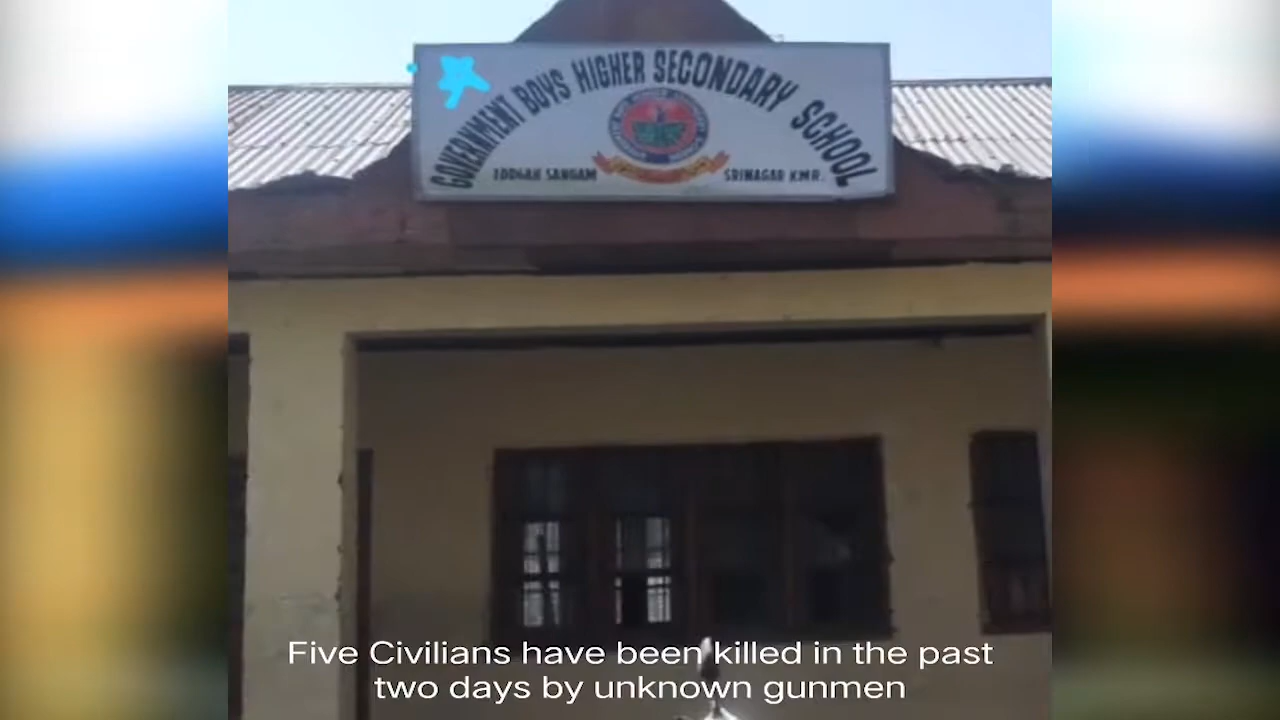 GOVERNMENT BOYS HIGHER SECONDARY SCHOOL
EDDGAH SANGAM
SRINAGAR KMR.
Five Civilians have been killed in the past
two days by unknown gunmen